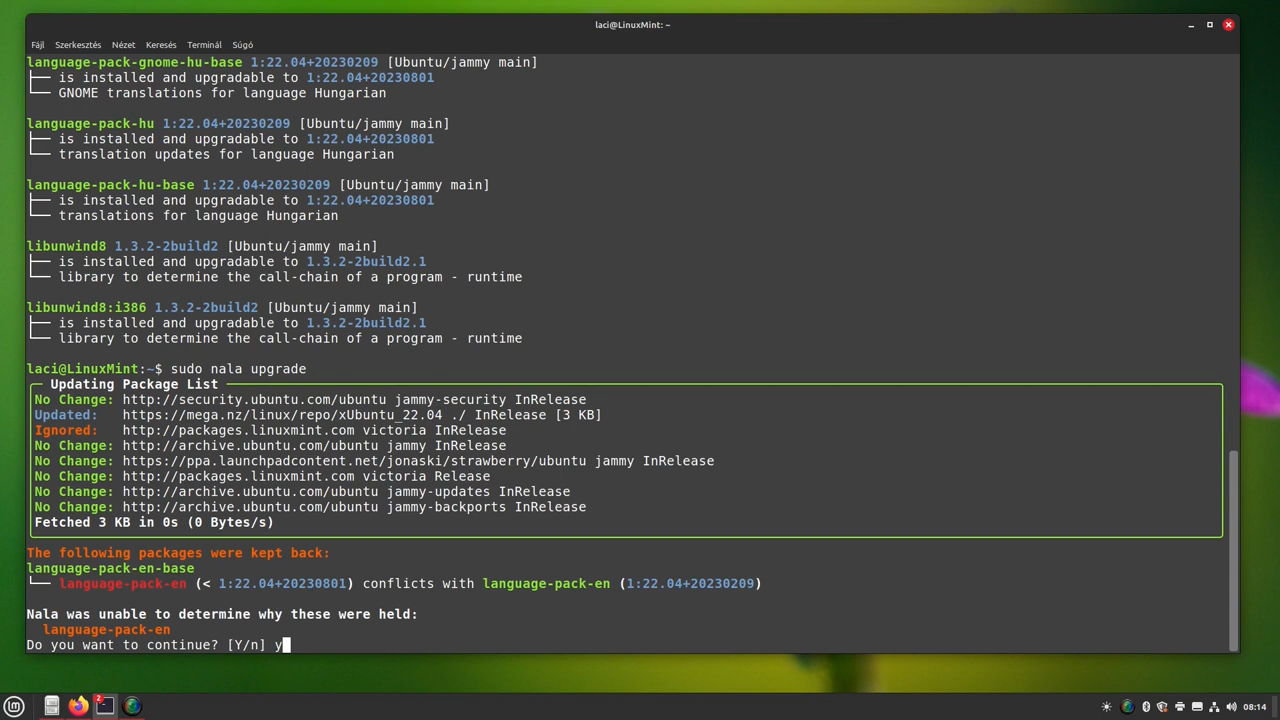 laci@LinuxMint: ~
Fájl Szerkesztés Nézet Keresés Terminál Súgó
language-pack-gnome-hu-base 1:22.04+20230209 [Ubuntu/jammy main]
├── is installed and upgradable to 1:22.04+20230801
└── GNOME translations for language Hungarian
language-pack-hu 1:22.04+20230209 [Ubuntu/jammy main]
├── is installed and upgradable to 1:22.04+20230801
└── translation updates for language Hungarian
language-pack-hu-base 1:22.04+20230209 [Ubuntu/jammy main]
├── is installed and upgradable to 1:22.04+20230801
└── translations for language Hungarian
libunwind8 1.3.2-2build2 [Ubuntu/jammy main]
├── is installed and upgradable to 1.3.2-2build2.1
└── library to determine the call-chain of a program - runtime
libunwind8:i386 1.3.2-2build2 [Ubuntu/jammy main]
├── is installed and upgradable to 1.3.2-2build2.1
└── library to determine the call-chain of a program - runtime
laci@LinuxMint:~$ sudo nala upgrade
Updating Package List
No Change: http://security.ubuntu.com/ubuntu jammy-security InRelease
Updated: https://mega.nz/linux/repo/xUbuntu_22.04 ./ InRelease [3 KB]
Ignored: http://packages.linuxmint.com victoria InRelease
No Change: http://archive.ubuntu.com/ubuntu jammy InRelease
No Change: https://ppa.launchpadcontent.net/jonaski/strawberry/ubuntu jammy InRelease
No Change: http://packages.linuxmint.com victoria Release
No Change: http://archive.ubuntu.com/ubuntu jammy-updates InRelease
No Change: http://archive.ubuntu.com/ubuntu jammy-backports InRelease
Fetched 3 KB in 0s (0 Bytes/s)
The following packages were kept back:
language-pack-en-base
└── language-pack-en (< 1:22.04+20230801) conflicts with language-pack-en (1:22.04+20230209)
Nala was unable to determine why these were held:
language-pack-en
Do you want to continue? [Y/n] y
2
08:14